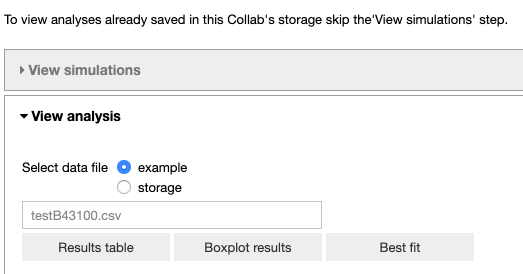 To view analyses already saved in this Collab's storage skip the'View simulations' step.
View simulations
View analysis
Select data file
example
storage
testB43100.csv
Results table
Boxplot results
Best fit